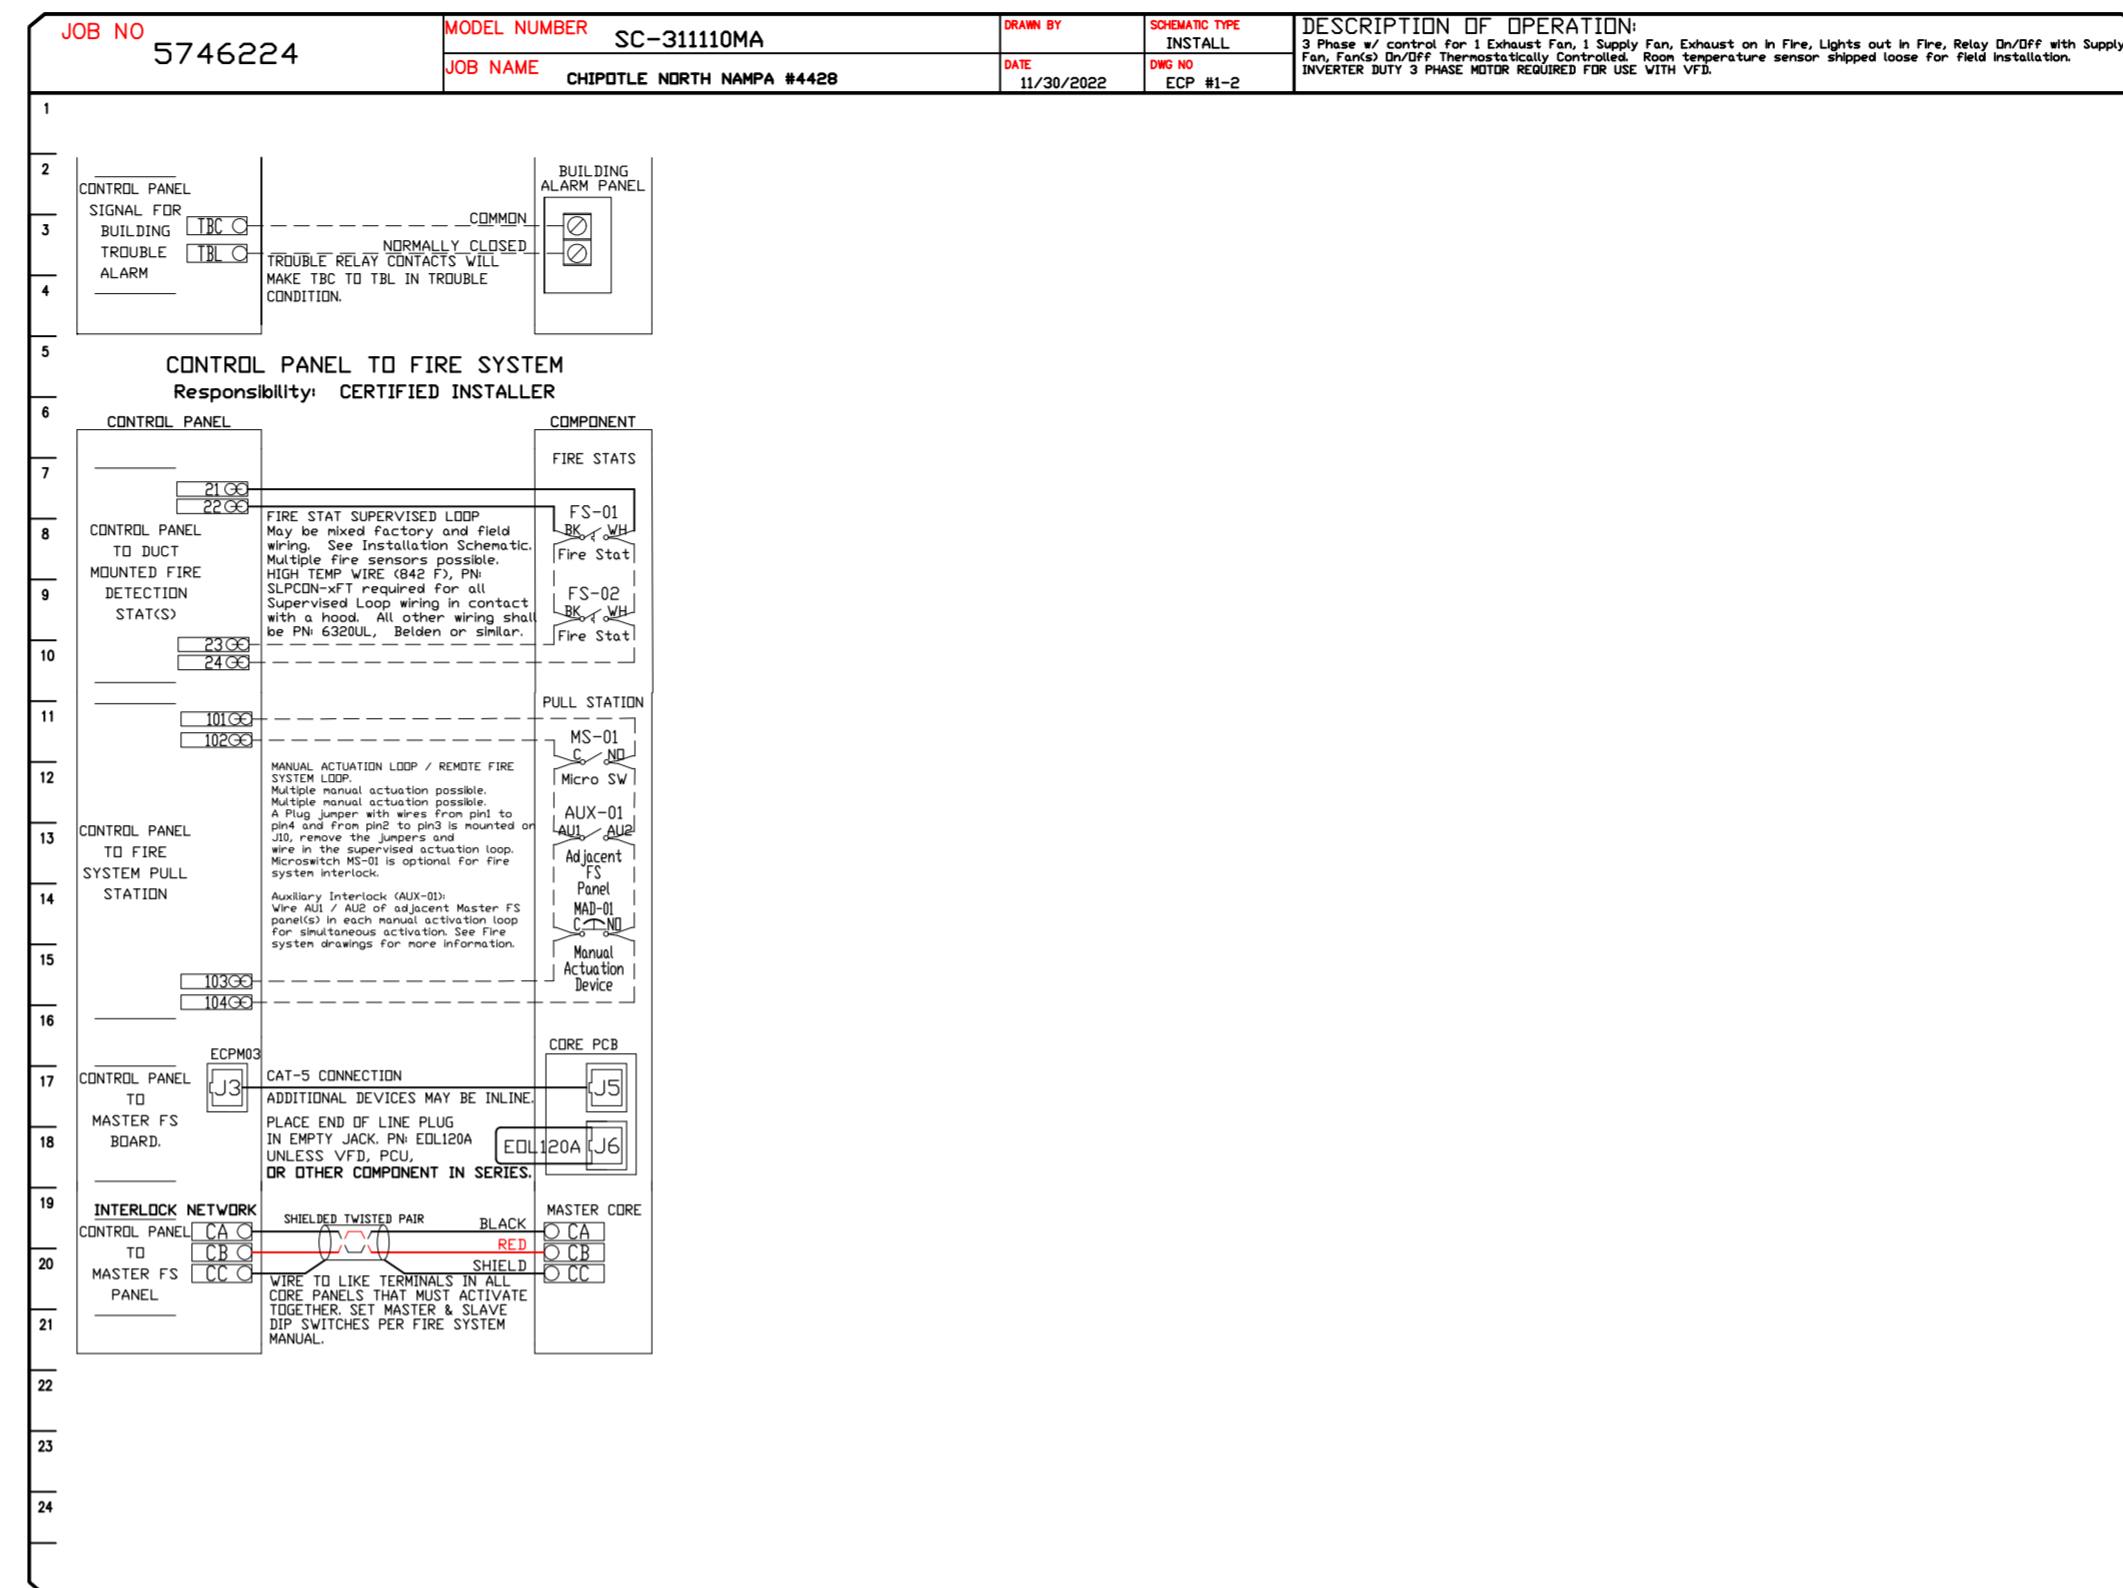 JOB NO
5746224
MODEL NUMBER
SC-311110MA
JOB NAME
CHIPOTLE NORTH NAMPA #4428
DRAWN BY
DATE
11/30/2022
SCHEMATIC TYPE
INSTALL
DWG NO
ECP #1-2
DESCRIPTION OF OPERATION:
3 Phase w/ control for 1 Exhaust Fan, 1 Supply Fan, Exhaust on in Fire, Lights out in Fire, Relay On/Off with Supply
Fan, Fan(s) On/Off Thermostatically Controlled. Room temperature sensor shipped loose for field installation.
INVERTER DUTY 3 PHASE MOTOR REQUIRED FOR USE WITH VFD.
1
2
3
4
5
6
7
8
9
10
11
12
13
14
15
16
17
18
19
20
21
22
23
24
CONTROL PANEL
SIGNAL FOR
BUILDING
TROUBLE
ALARM
TBC
TBL
COMMON
NORMALLY CLOSED
TROUBLE RELAY CONTACTS WILL
MAKE TBC TO TBL IN TROUBLE
CONDITION.
BUILDING
ALARM PANEL
CONTROL PANEL TO FIRE SYSTEM
Responsibility: CERTIFIED INSTALLER
CONTROL PANEL
COMPONENT
21
22
CONTROL PANEL
TO DUCT
MOUNTED FIRE
DETECTION
STAT(S)
23
24
FIRE STAT SUPERVISED LOOP
May be mixed factory and field
wiring. See Installation Schematic.
Multiple fire sensors possible.
HIGH TEMP WIRE (842 F), PN:
SLPCON-xFT required for all
Supervised Loop wiring in contact
with a hood. All other wiring shall
be PN: 6320UL, Belden or similar.
FIRE STATS
FS-01
BK WH
Fire Stat
FS-02
BK WH
Fire Stat
101
102
CONTROL PANEL
TO FIRE
SYSTEM PULL
STATION
103
104
MANUAL ACTUATION LOOP / REMOTE FIRE
SYSTEM LOOP.
Multiple manual actuation possible.
Multiple manual actuation possible.
A Plug jumper with wires from pin1 to
pin4 and from pin2 to pin3 is mounted on
J10, remove the jumpers and
wire in the supervised actuation loop.
Microswitch MS-01 is optional for fire
system interlock.
Auxiliary Interlock (AUX-01):
Wire AU1 / AU2 of adjacent Master FS
panel(s) in each manual activation loop
for simultaneous activation. See Fire
system drawings for more information.
PULL STATION
MS-01
C NO
Micro SW
AUX-01
AU1 AU2
Adjacent
FS
Panel
MAD-01
C NO
Manual
Actuation
Device
CONTROL PANEL
TO
MASTER FS
BOARD.
ECPM03
J3
CAT-5 CONNECTION
ADDITIONAL DEVICES MAY BE INLINE.
PLACE END OF LINE PLUG
IN EMPTY JACK. PN: EOL120A
UNLESS VFD, PCU,
OR OTHER COMPONENT IN SERIES.
CORE PCB
J5
EOL120A J6
INTERLOCK NETWORK
CONTROL PANEL
TO
MASTER FS
PANEL
CA
CB
CC
SHIELDED TWISTED PAIR
BLACK
RED
SHIELD
WIRE TO LIKE TERMINALS IN ALL
CORE PANELS THAT MUST ACTIVATE
TOGETHER. SET MASTER & SLAVE
DIP SWITCHES PER FIRE SYSTEM
MANUAL.
MASTER CORE
CA
CB
CC